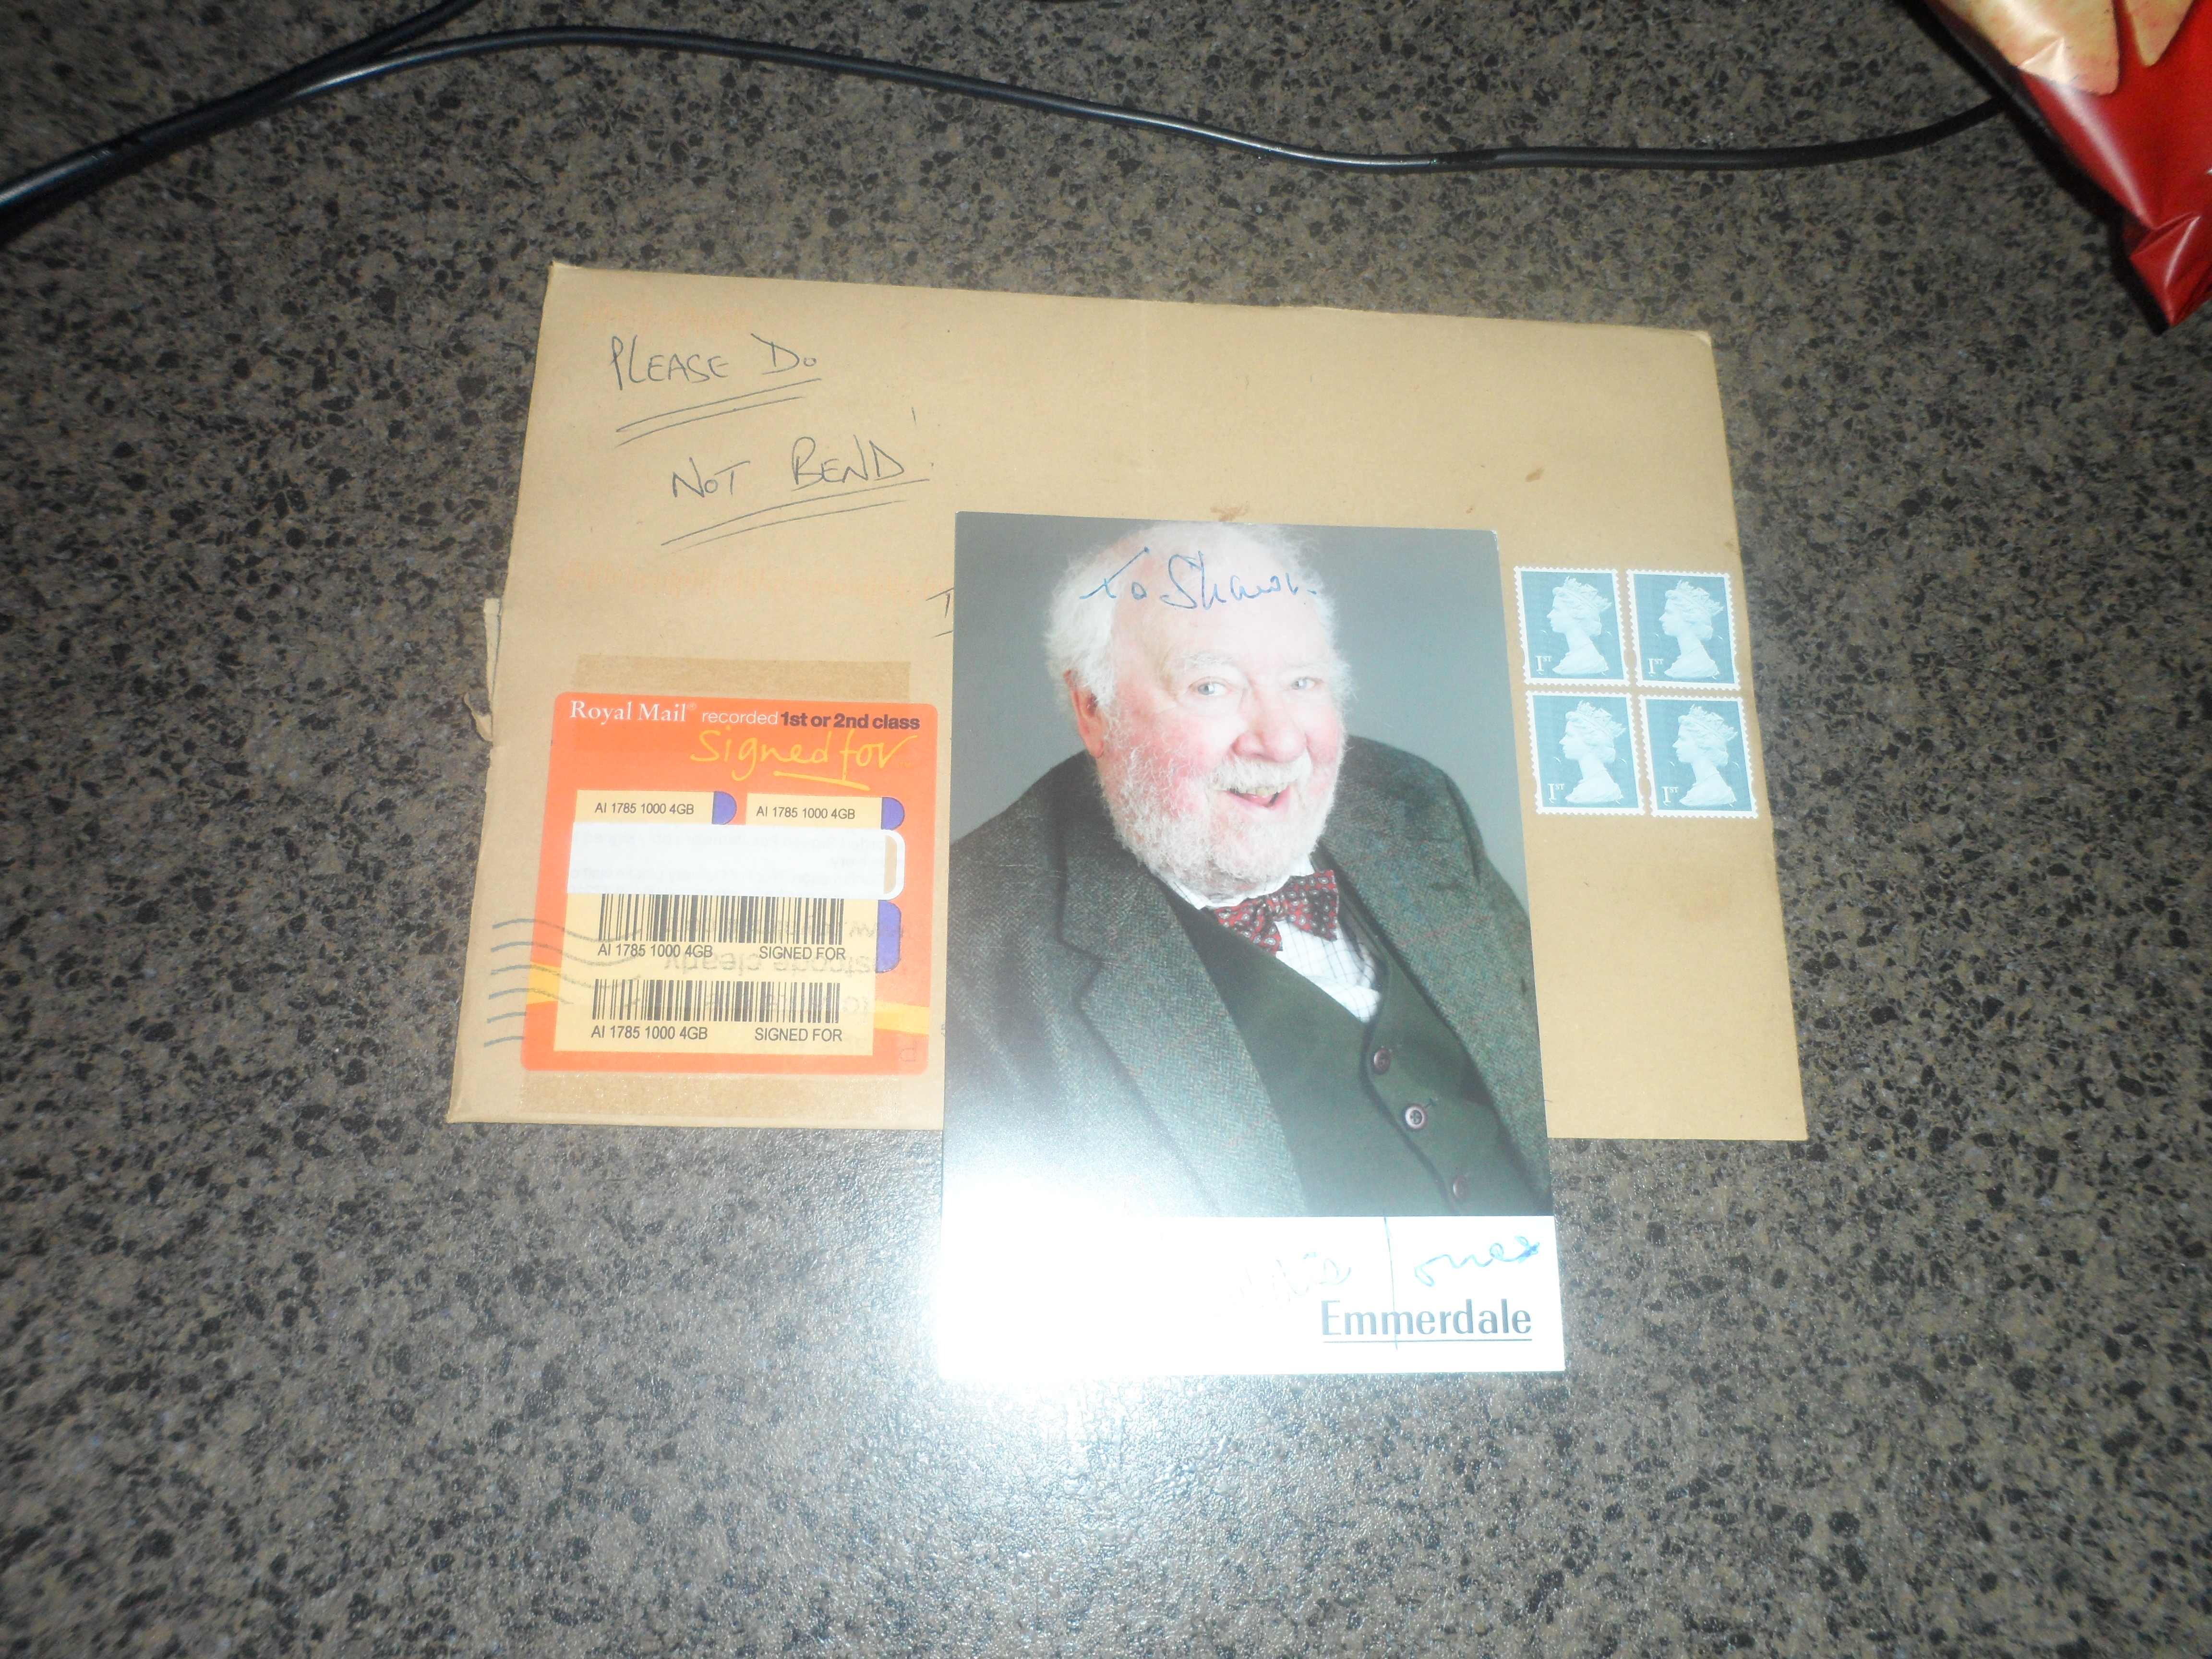 PLEASE DO
NOT BEND!
To Sharon
Royal Mail® recorded 1st or 2nd class
Signed for
AI 1785 1000 4GB
AI 1785 1000 4GB
AI 1785 1000 4GB SIGNED FOR
AI 1785 1000 4GB SIGNED FOR
1ST
1ST
1ST
1ST
Jones
Emmerdale